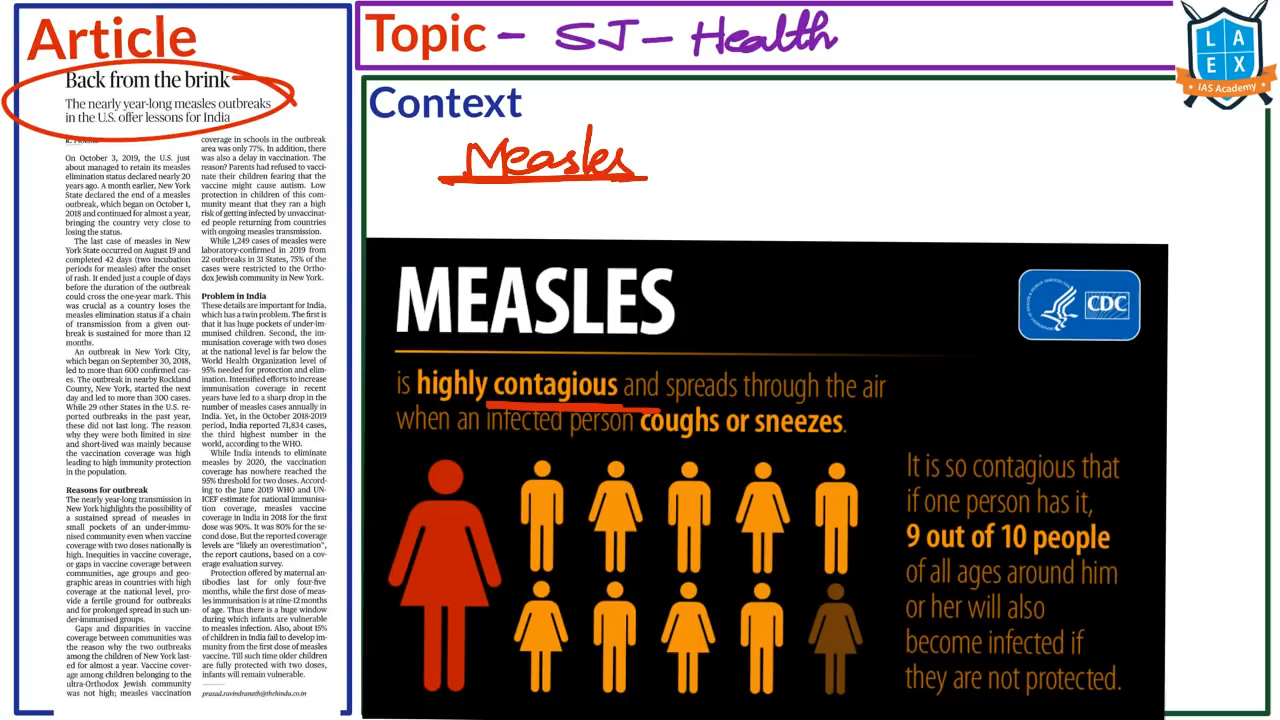 Article
Back from the brink
The nearly year-long measles outbreaks
in the U.S. offer lessons for India
On October 3, 2019, the U.S. just
about managed to retain its measles
elimination status declared nearly 20
years ago. A month earlier, New York
State declared the end of a measles
outbreak, which began on October 1,
2018 and continued for almost a year,
bringing the country very close to
losing the status.
The last case of measles in New
York State occurred on August 19 and
completed 42 days (two incubation
periods for measles) after the onset of
rash. It ended just a couple of days
before the duration of the outbreak
could cross the one-year mark. This
was crucial as a country loses the
measles elimination status if a chain
of transmission from a given out-
break is sustained for more than 12
months.
An outbreak in New York City,
which began on September 30, 2018,
led to more than 600 confirmed cas-
es. The outbreak in nearby Rockland
County, New York, started the next
day and led to more than 300 cases.
While 29 other States in the U.S. re-
ported outbreaks in the past year,
these did not last long. The reason
why they were both limited in size
and short-lived was mainly because
the vaccination coverage was high
leading to high immunity protection
in the population.
Reasons for outbreak
The nearly year-long transmission in
New York highlights the possibility of
a sustained spread of measles in
small pockets of an under-immu-
nised community even when vaccine
coverage with two doses nationally is
high. Inequities in vaccine coverage,
or gaps in vaccine coverage between
communities, age groups and geo-
graphic areas in countries with high
coverage at the national level, pro-
vide a fertile ground for outbreaks
and for prolonged spread in such un-
der-immunised groups.
Gaps and disparities in vaccine
coverage between communities was
the reason why the two outbreaks
among the children of New York last-
ed for almost a year. Vaccine cover-
age among children belonging to the
ultra-Orthodox Jewish community
was not high; measles vaccination
coverage in schools in the outbreak
area was only 77%. In addition, there
was also a delay in vaccination. The
reason? Parents had refused to vacci-
nate their children fearing that the
vaccine might cause autism. Low
protection in children of this com-
munity meant that they ran a high
risk of getting infected by unvaccinat-
ed people returning from countries
with ongoing measles transmission.
While 1,249 cases of measles were
laboratory-confirmed in 2019 from
22 outbreaks in 31 States, 75% of the
cases were restricted to the Ortho-
dox Jewish community in New York.
Problem in India
These details are important for India,
which has a twin problem. The first is
that it has huge pockets of under-im-
munised children. Second, the im-
munisation coverage with two doses
at the national level is far below the
World Health Organization level of
95% needed for protection and elim-
ination. Intensified efforts to increase
immunisation coverage in recent
years have led to a sharp drop in the
number of measles cases annually in
India. Yet, in the October 2018-2019
period, India reported 71,834 cases,
the third highest number in the
world, according to the WHO.
While India intends to eliminate
measles by 2020, the vaccination
coverage has nowhere reached the
95% threshold for two doses. Accord-
ing to the June 2019 WHO and UN-
ICEF estimate for national immunisa-
tion coverage, measles vaccine
coverage in India in 2018 for the first
dose was 90%. It was 80% for the se-
cond dose. But the reported coverage
levels are "likely an overestimation",
the report cautions, based on a cov-
erage evaluation survey.
Protection offered by maternal an-
tibodies last for only four-five
months, while the first dose of meas-
les immunisation is at nine-12 months
of age. Thus there is a huge window
during which infants are vulnerable
to measles infection. Also, about 15%
of children in India fail to develop im-
munity from the first dose of measles
vaccine. Till such time older children
are fully protected with two doses,
infants will remain vulnerable.
prasad.ravindranath@thehindu.co.in
Topic - SJ - Health
L A
E X
IAS Academy
Context
Measles
MEASLES
CDC
is highly contagious and spreads through the air
when an infected person coughs or sneezes.
It is so contagious that
if one person has it,
9 out of 10 people
of all ages around him
or her will also
become infected if
they are not protected.